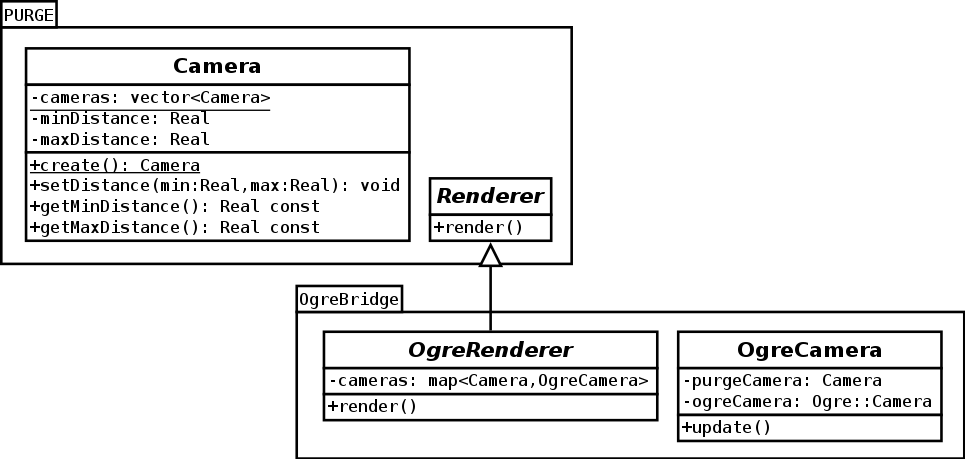 PURGE
Camera
-cameras: vector<Camera>
-minDistance: Real
-maxDistance: Real
+create(): Camera
+setDistance(min:Real,max:Real): void
+getMinDistance(): Real const
+getMaxDistance(): Real const
Renderer
+render()
OgreBridge
OgreRenderer
-cameras: map<Camera,OgreCamera>
+render()
OgreCamera
-purgeCamera: Camera
-ogreCamera: Ogre::Camera
+update()